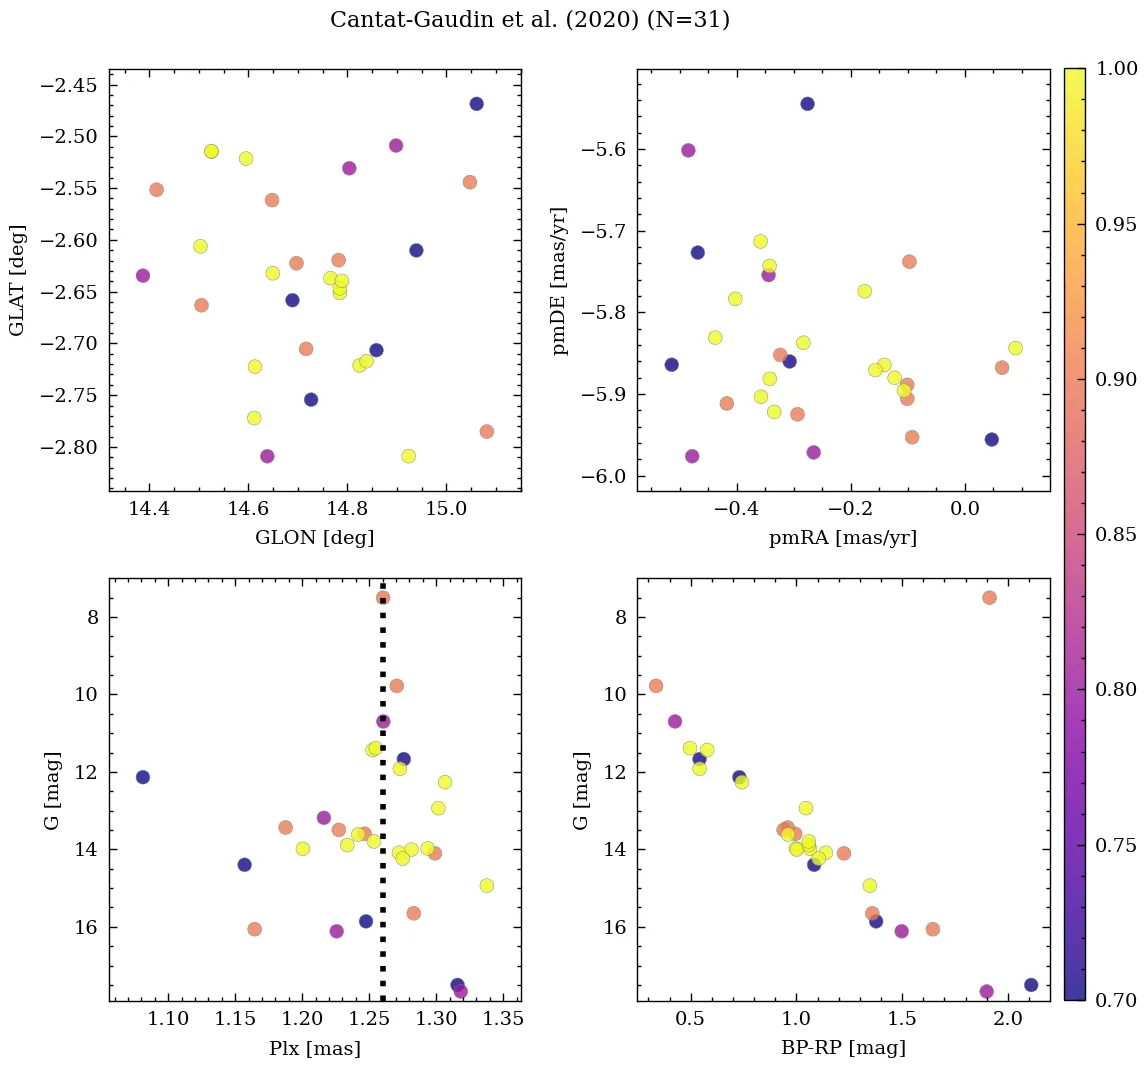 Cantat-Gaudin et al. (2020) (N=31)
−2.45
−2.50
−2.55
−2.60
−2.65
−2.70
−2.75
−2.80
GLAT [deg]
14.4 14.6 14.8 15.0
GLON [deg]
−5.6
−5.7
−5.8
−5.9
−6.0
pmDE [mas/yr]
−0.4 −0.2 0.0
pmRA [mas/yr]
8
10
12
14
16
G [mag]
1.10 1.15 1.20 1.25 1.30 1.35
Plx [mas]
8
10
12
14
16
G [mag]
0.5 1.0 1.5 2.0
BP-RP [mag]
1.00
0.95
0.90
0.85
0.80
0.75
0.70